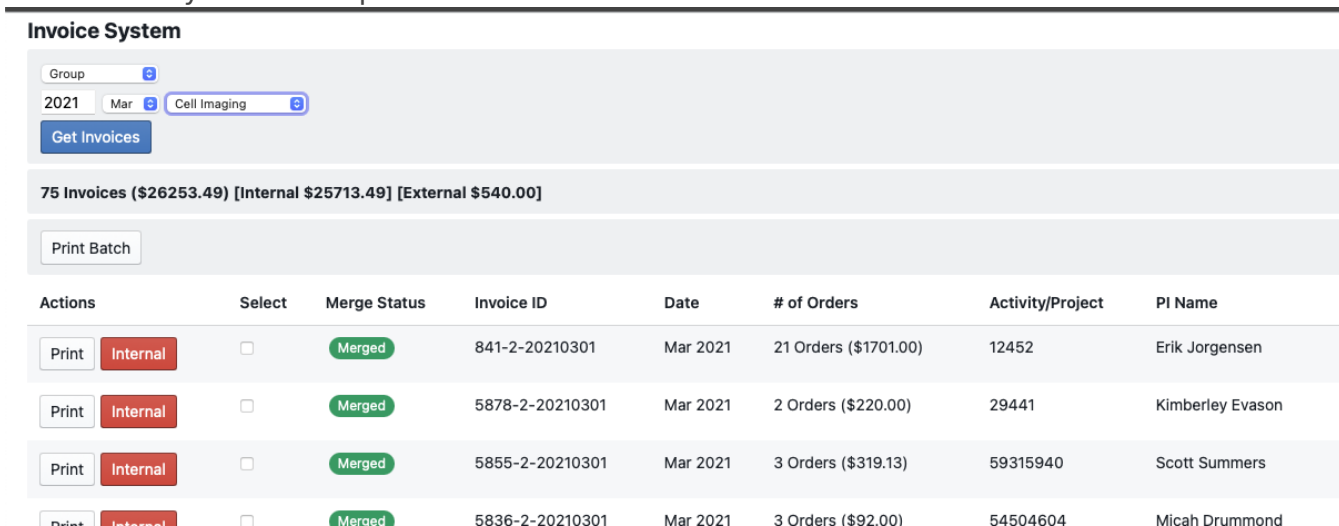 Invoice System
Group
2021 Mar Cell Imaging
Get Invoices
75 Invoices ($26253.49) [Internal $25713.49] [External $540.00]
Print Batch
Actions Select Merge Status Invoice ID Date # of Orders Activity/Project PI Name
Print Internal Merged 841-2-20210301 Mar 2021 21 Orders ($1701.00) 12452 Erik Jorgensen
Print Internal Merged 5878-2-20210301 Mar 2021 2 Orders ($220.00) 29441 Kimberley Evason
Print Internal Merged 5855-2-20210301 Mar 2021 3 Orders ($319.13) 59315940 Scott Summers
Print Internal Merged 5836-2-20210301 Mar 2021 3 Orders ($92.00) 54504604 Micah Drummond